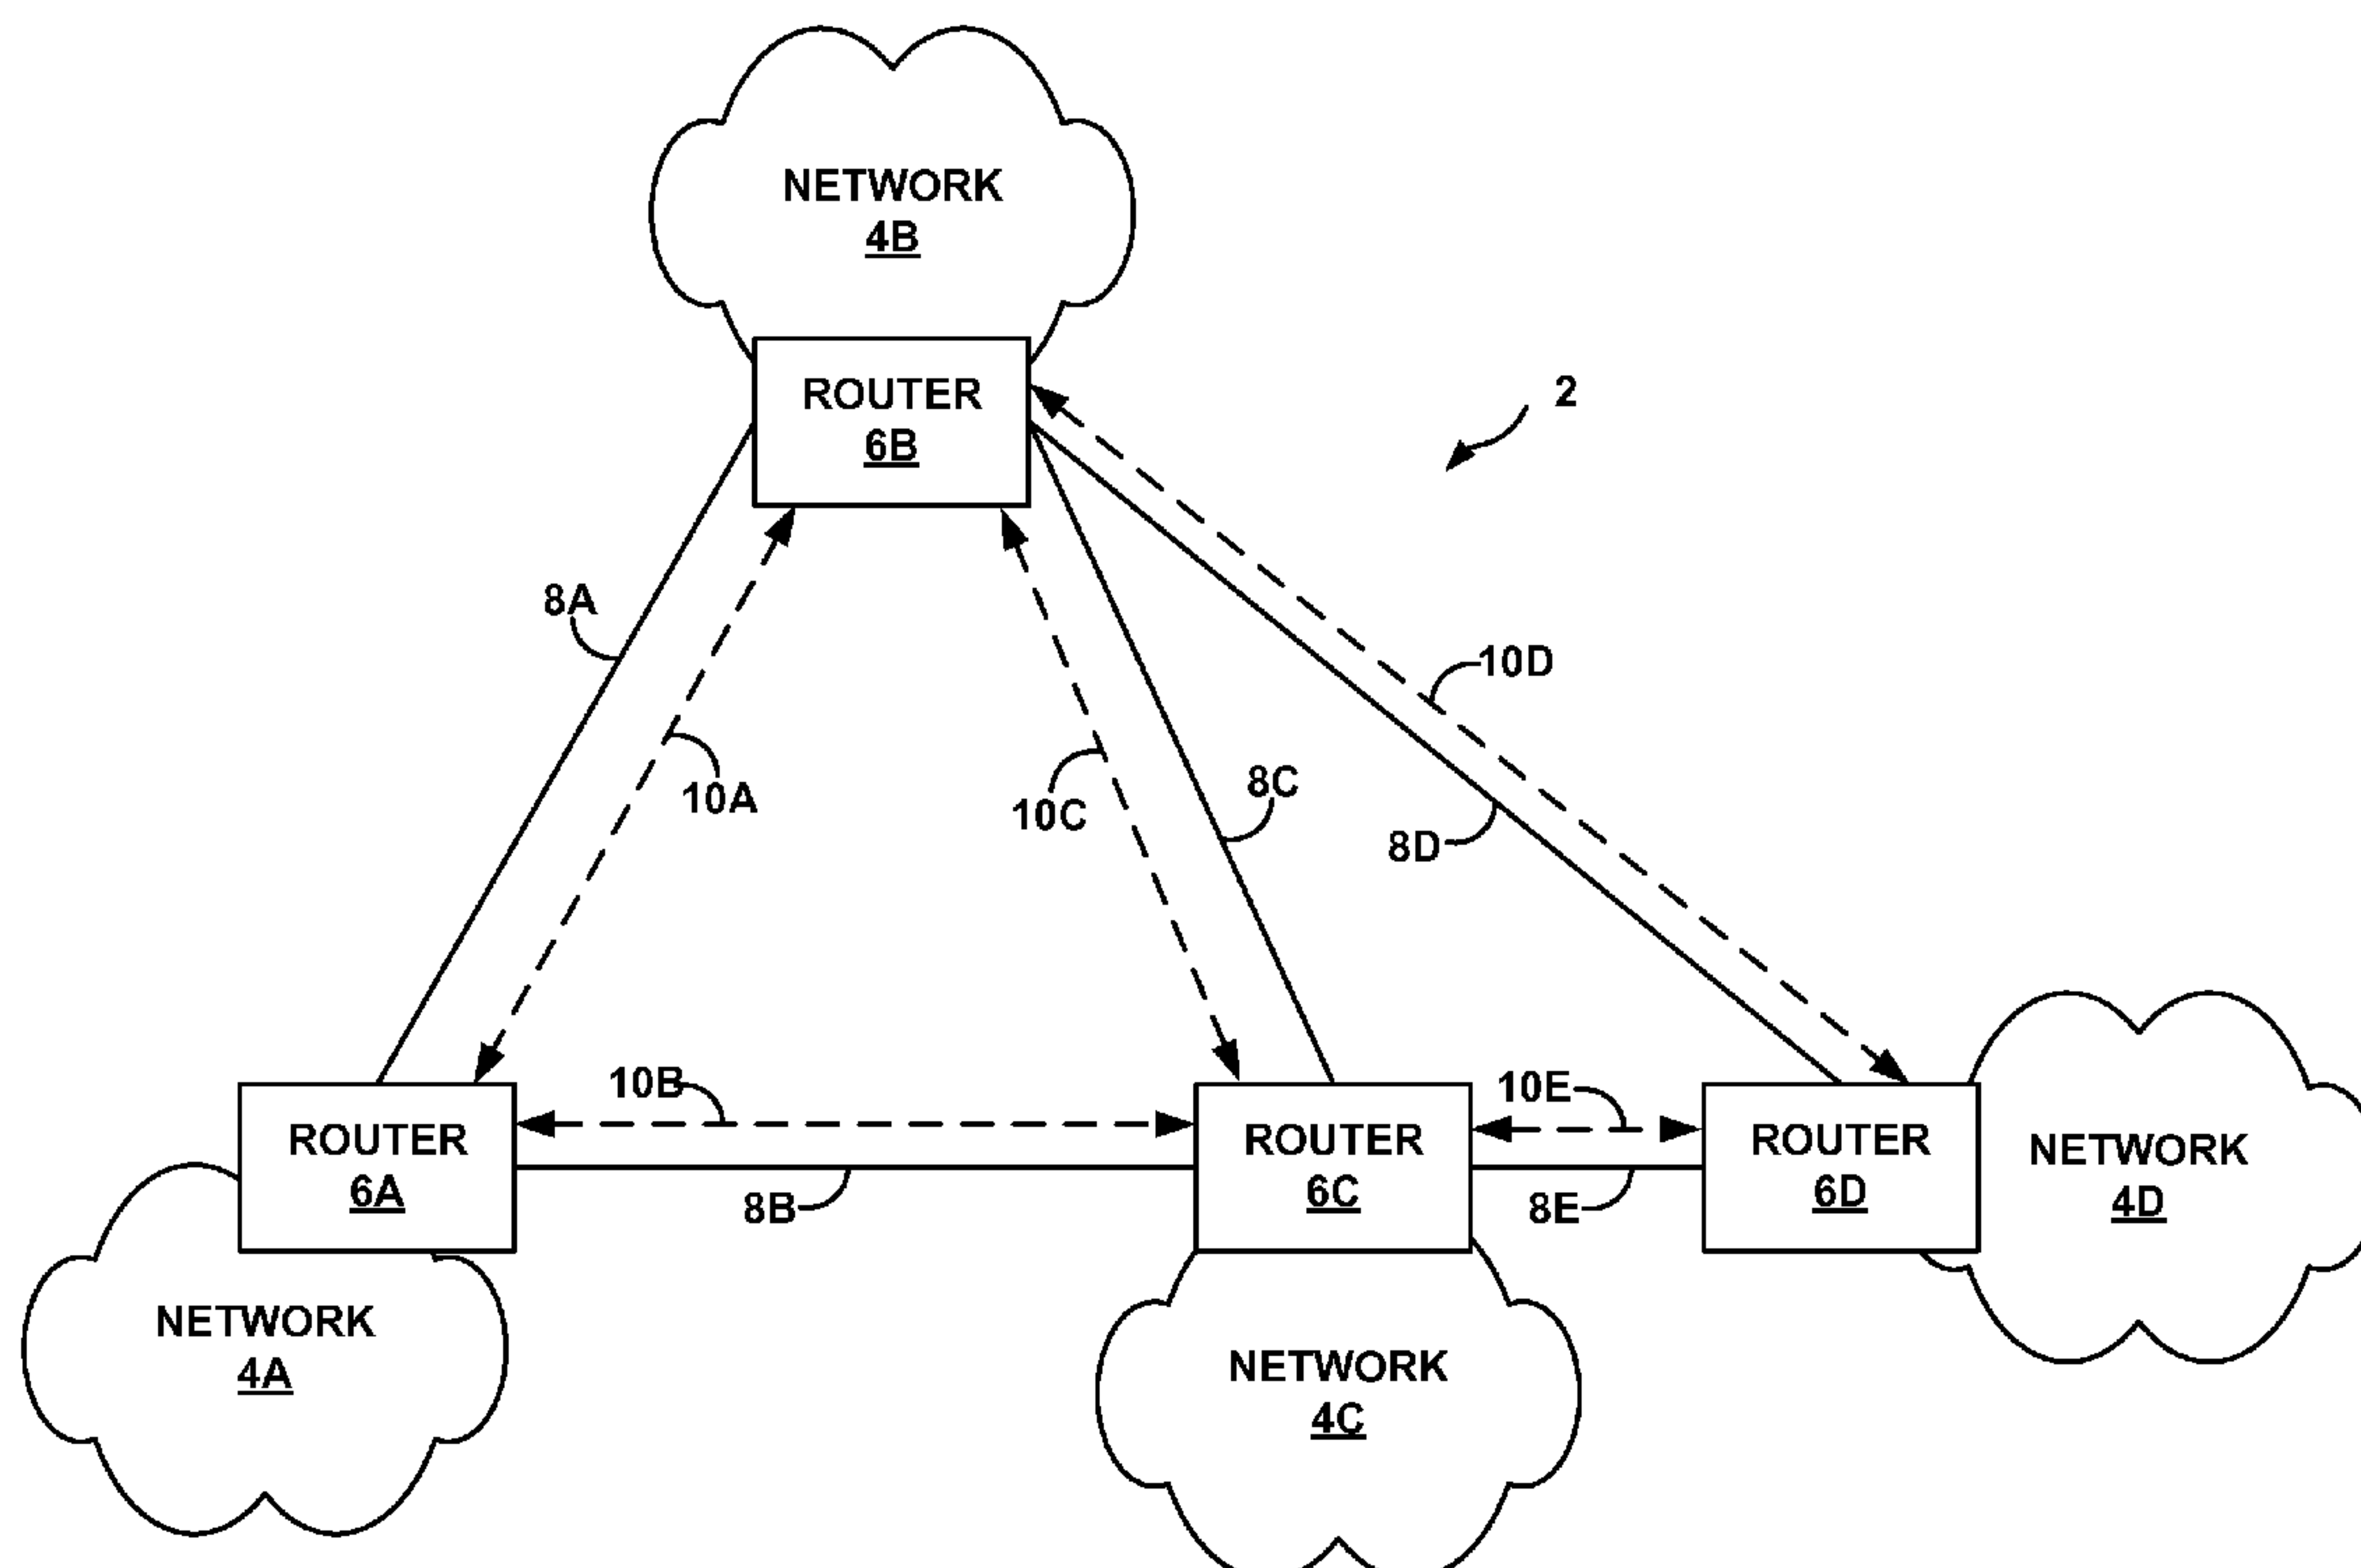 NETWORK
4B
ROUTER
6B
2
8A
10D
10A
10C
8C
8D
10B
10E
ROUTER
6A
ROUTER
6C
ROUTER
6D
NETWORK
4D
8B
8E
NETWORK
4A
NETWORK
4C